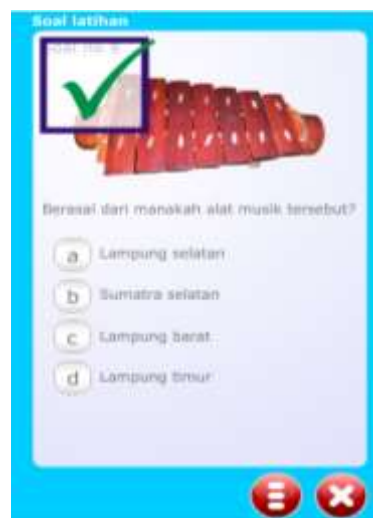 Soal latihan
Berasal dari manakah alat musik tersebut?
a Lampung selatan
b Sumatra selatan
c Lampung barat
d Lampung timur